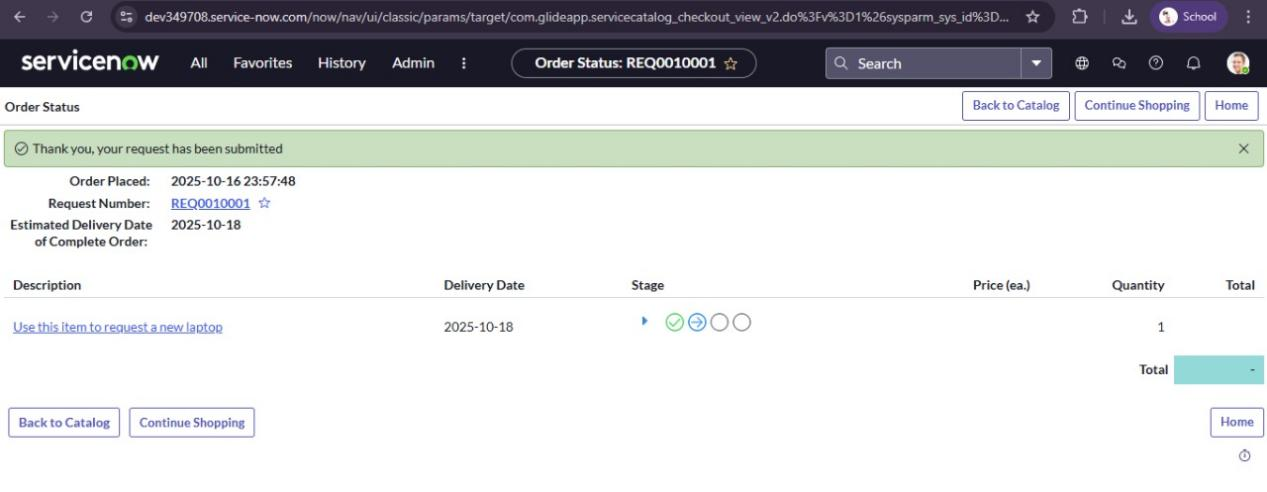 dev349708.service-now.com/now/nav/ui/classic/params/target/com.glideapp.servicecatalog_checkout_view_v2.do%3Fv%3D1%26sysparm_sys_id%3D...
School
servicenow All Favorites History Admin Order Status: REQ0010001 Search
Order Status Back to Catalog Continue Shopping Home
Thank you, your request has been submitted
Order Placed: 2025-10-16 23:57:48
Request Number: REQ0010001
Estimated Delivery Date 2025-10-18
of Complete Order:
Description Delivery Date Stage Price (ea.) Quantity Total
Use this item to request a new laptop 2025-10-18 1
Total -
Back to Catalog Continue Shopping Home